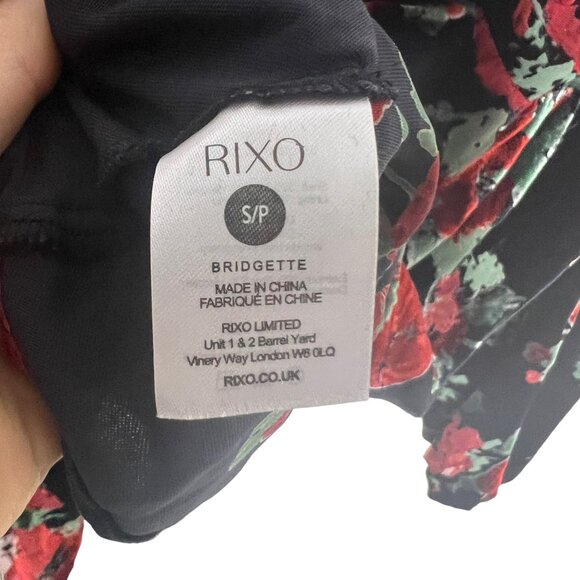 RIXO
S/P
BRIDGETTE
MADE IN CHINA
FABRIQUÉ EN CHINE
RIXO LIMITED
Unit 1 & 2 Barrel Yard
Vinery Way London W6 0LQ
RIXO.CO.UK